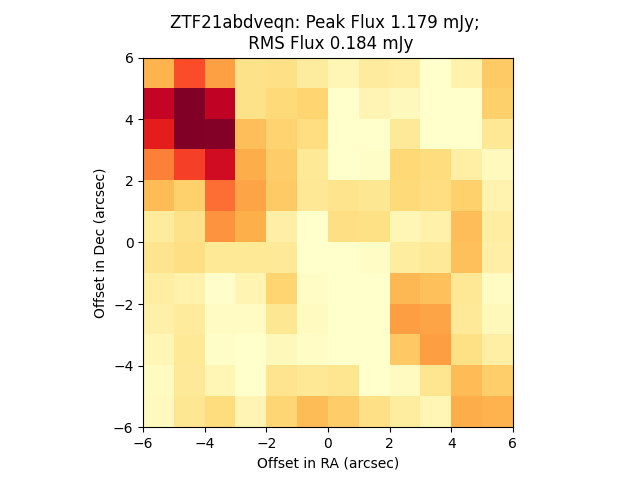 ZTF21abdveqn: Peak Flux 1.179 mJy;
RMS Flux 0.184 mJy
6
4
2
0
−2
−4
−6
Offset in Dec (arcsec)
−6 −4 −2 0 2 4 6
Offset in RA (arcsec)